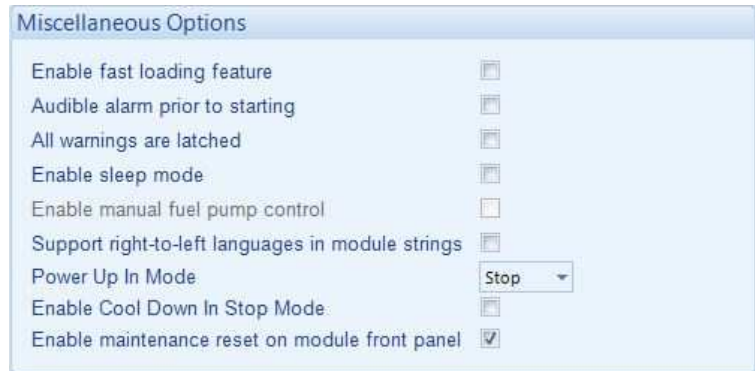 Miscellaneous Options
Enable fast loading feature
Audible alarm prior to starting
All warnings are latched
Enable sleep mode
Enable manual fuel pump control
Support right-to-left languages in module strings
Power Up In Mode Stop
Enable Cool Down In Stop Mode
Enable maintenance reset on module front panel